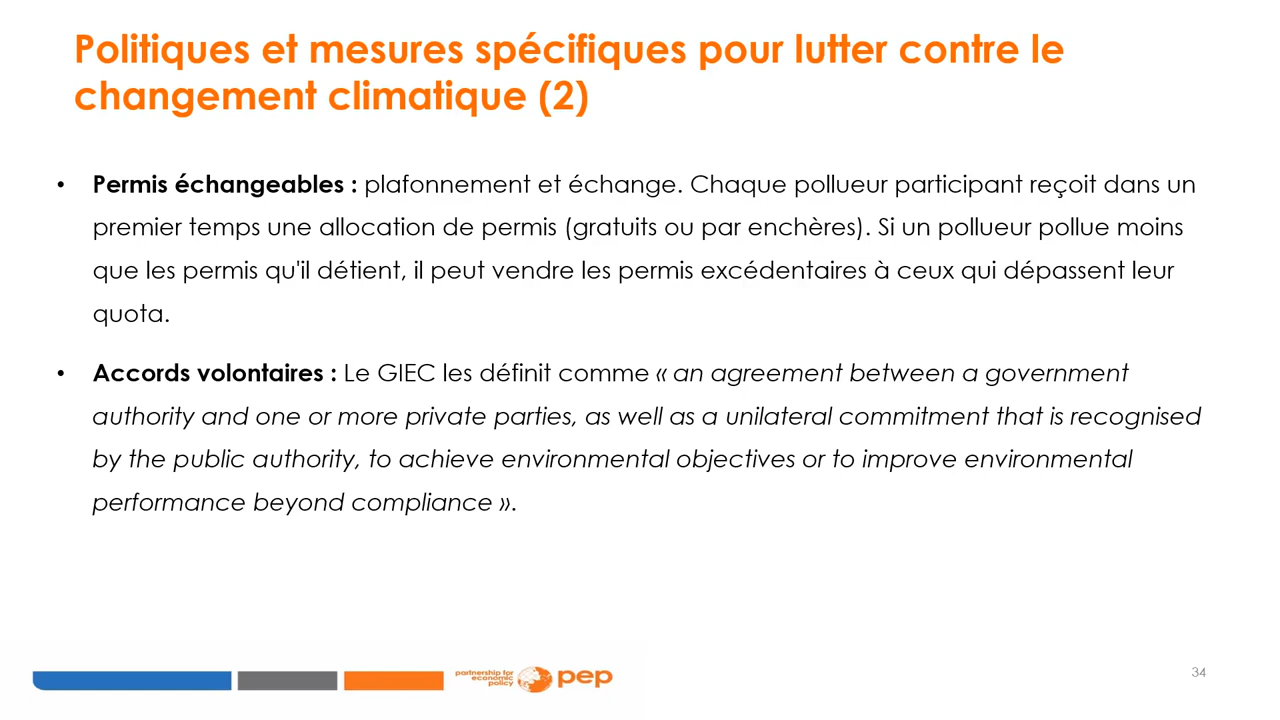 Politiques et mesures spécifiques pour lutter contre le
changement climatique (2)
• Permis échangeables : plafonnement et échange. Chaque pollueur participant reçoit dans un
premier temps une allocation de permis (gratuits ou par enchères). Si un pollueur pollue moins
que les permis qu'il détient, il peut vendre les permis excédentaires à ceux qui dépassent leur
quota.
• Accords volontaires : Le GIEC les définit comme « an agreement between a government
authority and one or more private parties, as well as a unilateral commitment that is recognised
by the public authority, to achieve environmental objectives or to improve environmental
performance beyond compliance ».
partnership for
economic
policy
pep
34